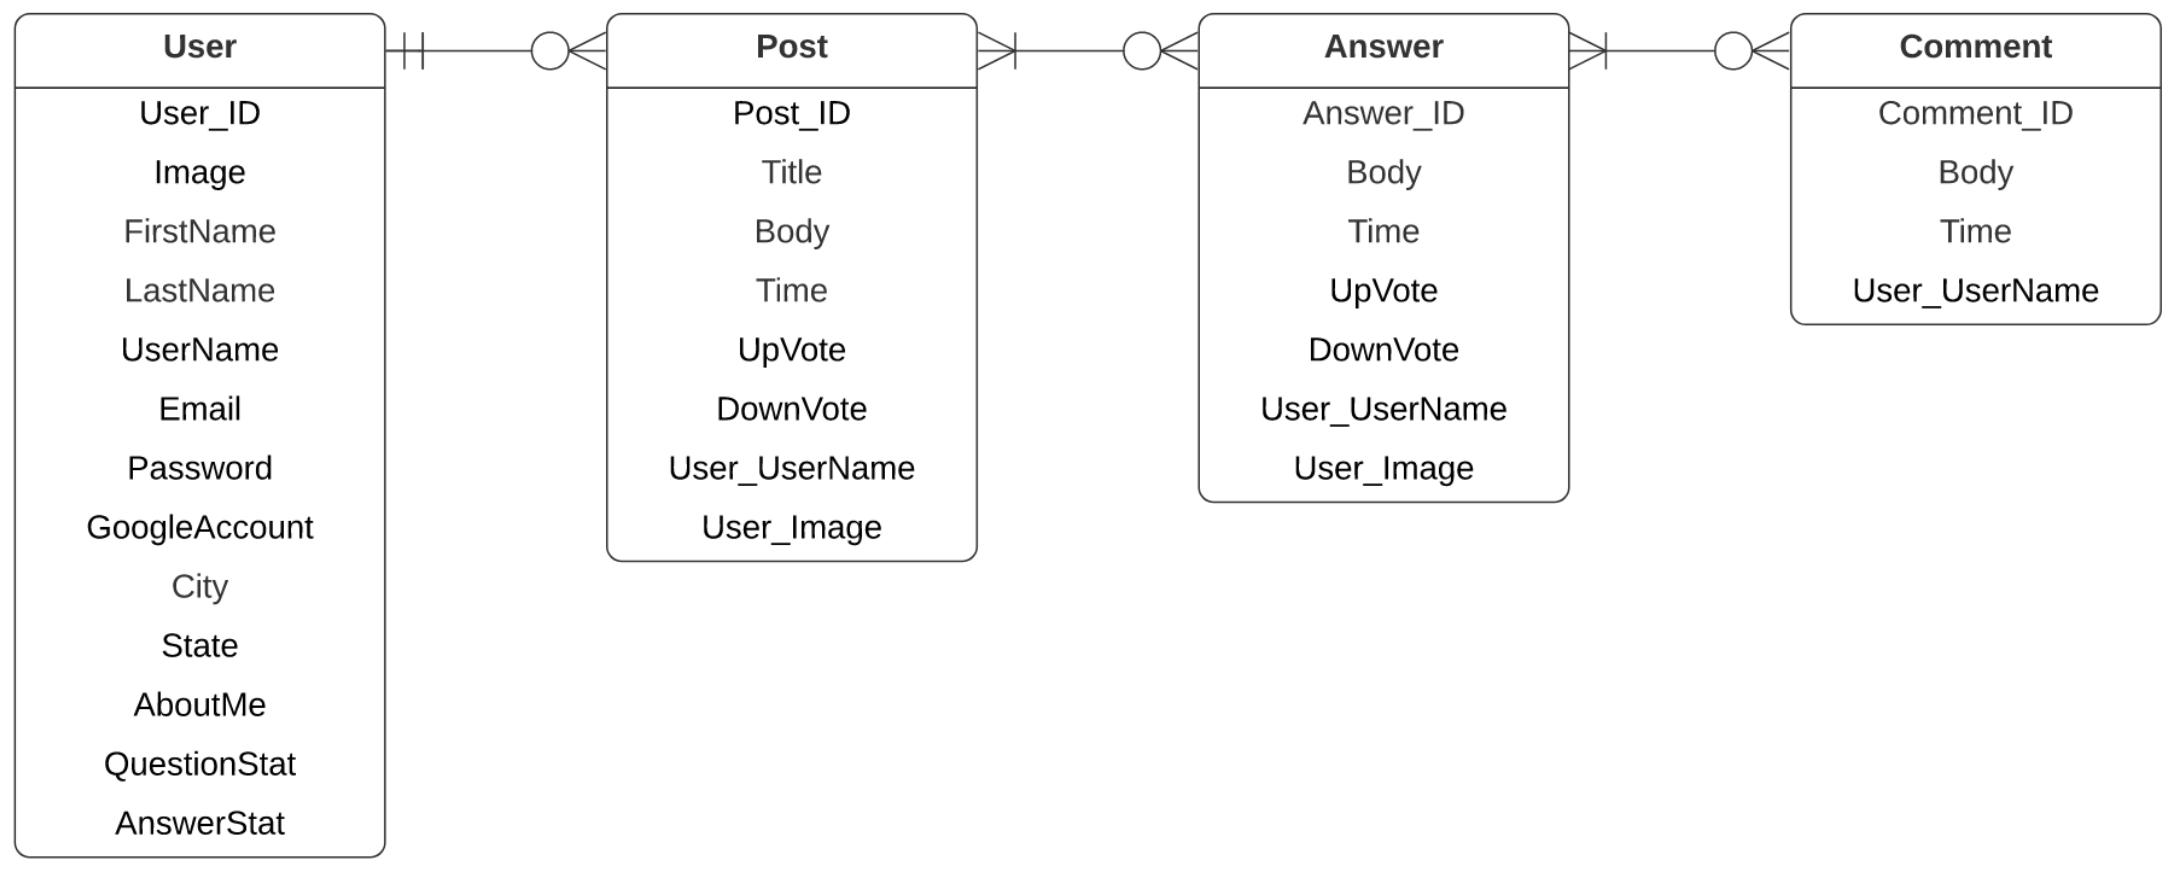 User
User_ID
Image
FirstName
LastName
UserName
Email
Password
GoogleAccount
City
State
AboutMe
QuestionStat
AnswerStat
Post
Post_ID
Title
Body
Time
UpVote
DownVote
User_UserName
User_Image
Answer
Answer_ID
Body
Time
UpVote
DownVote
User_UserName
User_Image
Comment
Comment_ID
Body
Time
User_UserName